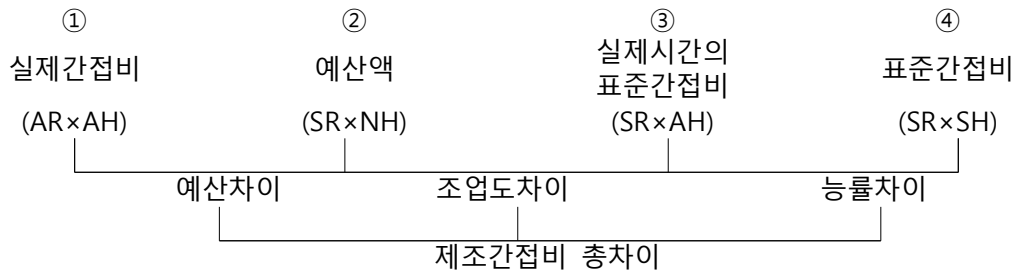 ① ② ③ ④
실제간접비 예산액 실제시간의 표준간접비 표준간접비
(AR×AH) (SR×NH) (SR×AH) (SR×SH)
예산차이 조업도차이 능률차이
제조간접비 총차이